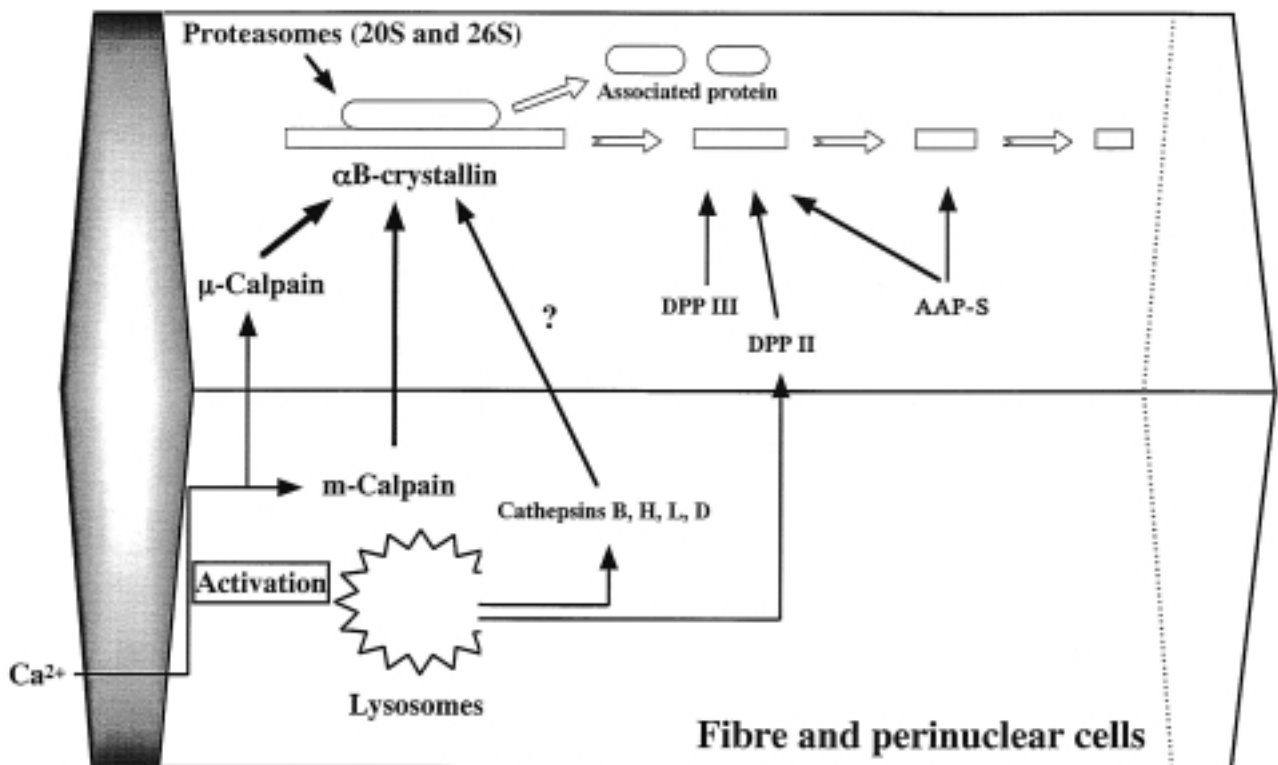 Proteasomes (20S and 26S)
Associated protein
αB-crystallin
μ-Calpain
?
DPP III
AAP-S
DPP II
m-Calpain
Cathepsins B, H, L, D
Activation
Ca²⁺
Lysosomes
Fibre and perinuclear cells